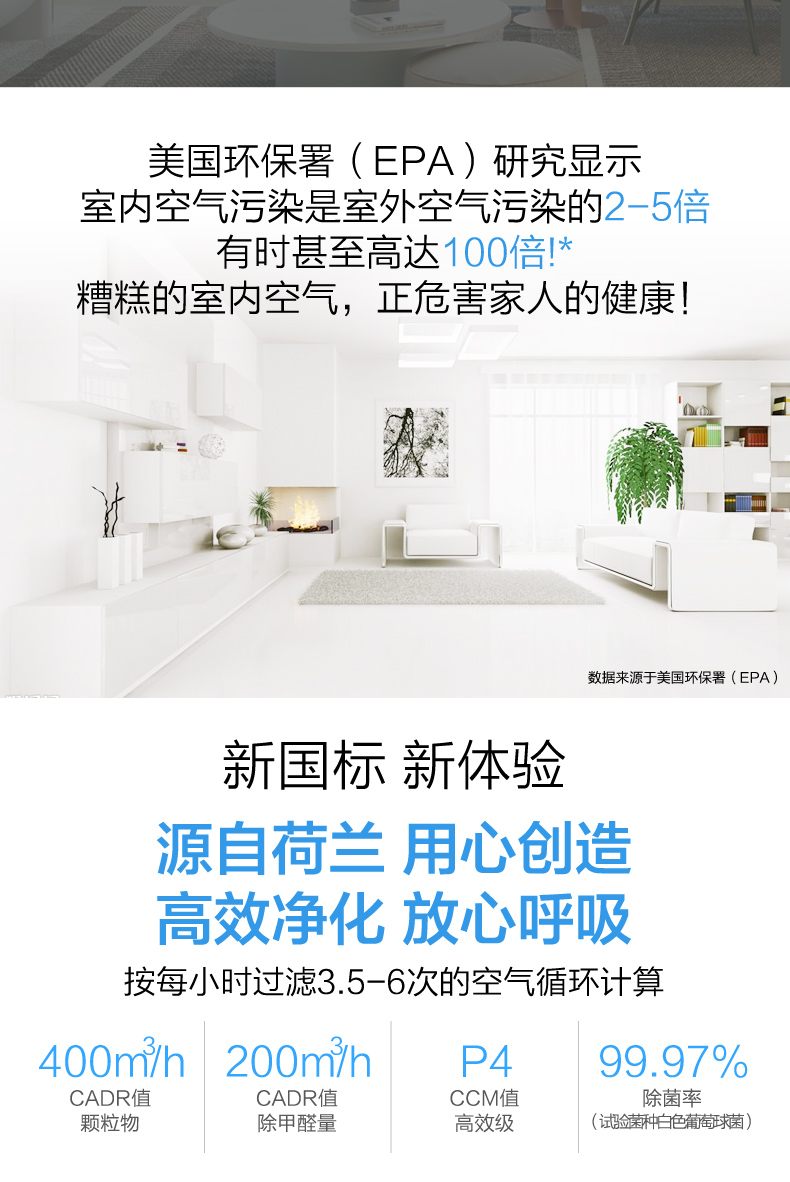 美国环保署（EPA）研究显示
室内空气污染是室外空气污染的2-5倍
有时甚至高达100倍!*
糟糕的室内空气，正危害家人的健康！
数据来源于美国环保署（EPA）
新国标 新体验
源自荷兰 用心创造
高效净化 放心呼吸
按每小时过滤3.5-6次的空气循环计算
400m³/h
CADR值
颗粒物
200m³/h
CADR值
除甲醛量
P4
CCM值
高效级
99.97%
除菌率
（试验菌种白色葡萄球菌）